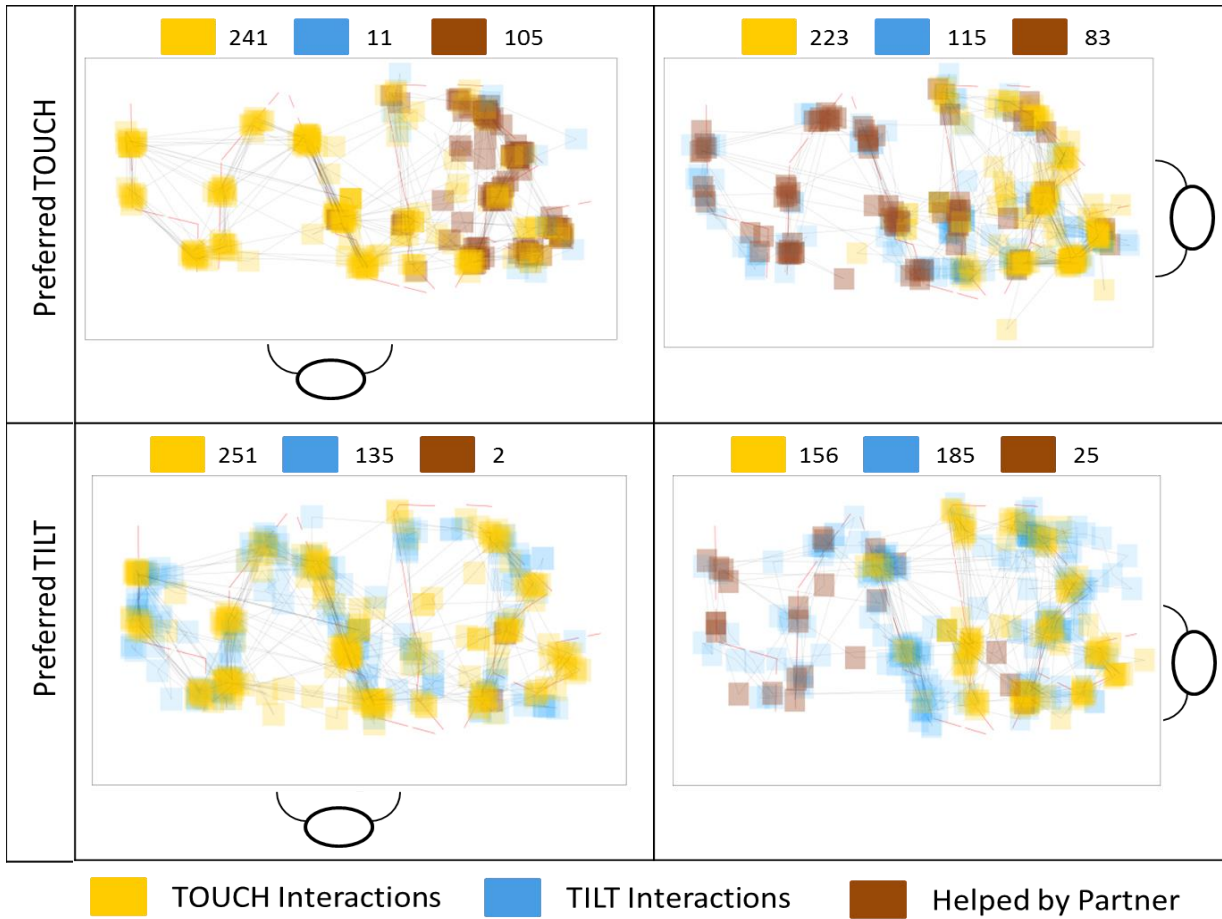 241 11 105
223 115 83
Preferred TOUCH
251 135 2
156 185 25
Preferred TILT
TOUCH Interactions TILT Interactions Helped by Partner